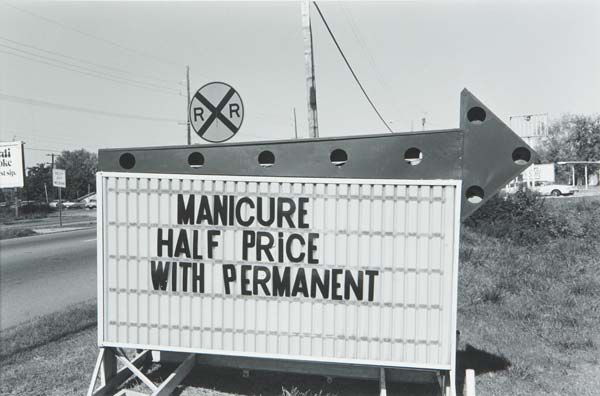 R R
MANICURE
HALF PRiCE
WITH PERMANENT